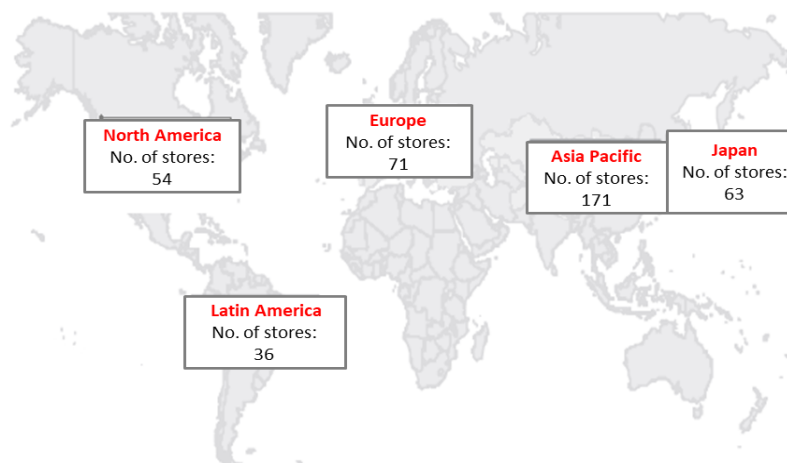 North America
No. of stores:
54
Europe
No. of stores:
71
Asia Pacific
No. of stores:
171
Japan
No. of stores:
63
Latin America
No. of stores:
36